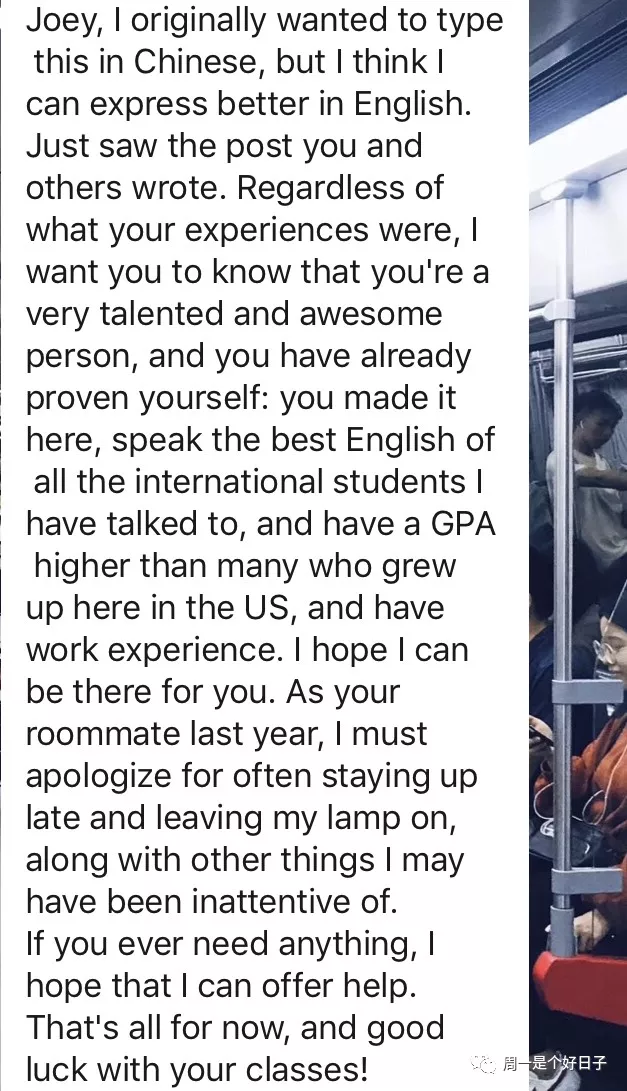 Joey, I originally wanted to type
this in Chinese, but I think I
can express better in English.
Just saw the post you and
others wrote. Regardless of
what your experiences were, I
want you to know that you're a
very talented and awesome
person, and you have already
proven yourself: you made it
here, speak the best English of
all the international students I
have talked to, and have a GPA
higher than many who grew
up here in the US, and have
work experience. I hope I can
be there for you. As your
roommate last year, I must
apologize for often staying up
late and leaving my lamp on,
along with other things I may
have been inattentive of.
If you ever need anything, I
hope that I can offer help.
That's all for now, and good
luck with your classes!
周一是个好日子